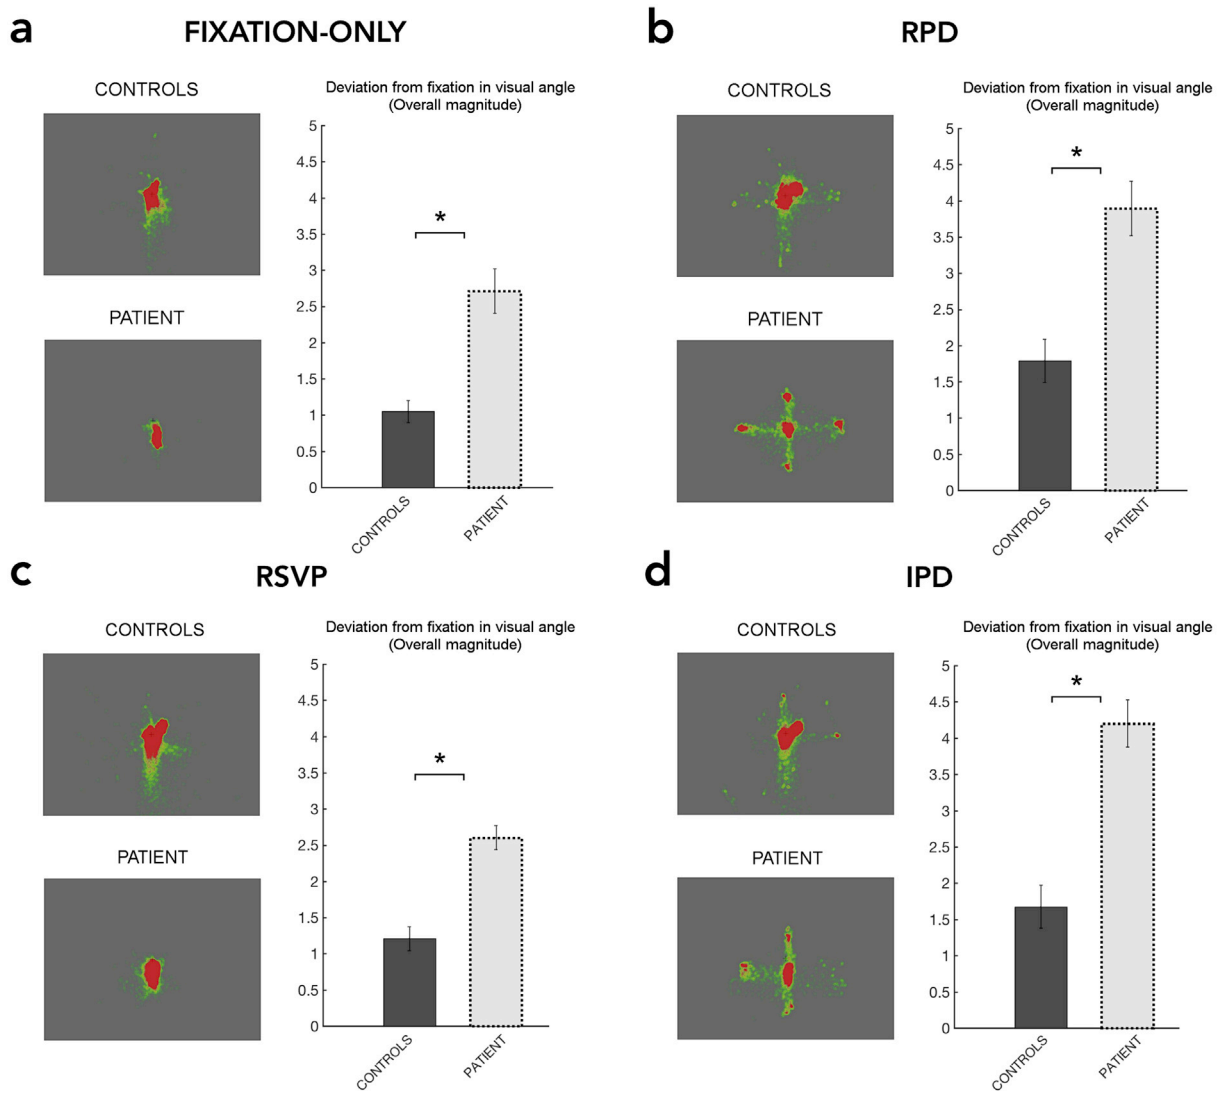 a
FIXATION-ONLY
CONTROLS
PATIENT
Deviation from fixation in visual angle
(Overall magnitude)
5
4.5
4
3.5
3
2.5
2
1.5
1
0.5
0
*
CONTROLS
PATIENT
b
RPD
CONTROLS
PATIENT
Deviation from fixation in visual angle
(Overall magnitude)
5
4.5
4
3.5
3
2.5
2
1.5
1
0.5
0
*
CONTROLS
PATIENT
c
RSVP
CONTROLS
PATIENT
Deviation from fixation in visual angle
(Overall magnitude)
5
4.5
4
3.5
3
2.5
2
1.5
1
0.5
0
*
CONTROLS
PATIENT
d
IPD
CONTROLS
PATIENT
Deviation from fixation in visual angle
(Overall magnitude)
5
4.5
4
3.5
3
2.5
2
1.5
1
0.5
0
*
CONTROLS
PATIENT